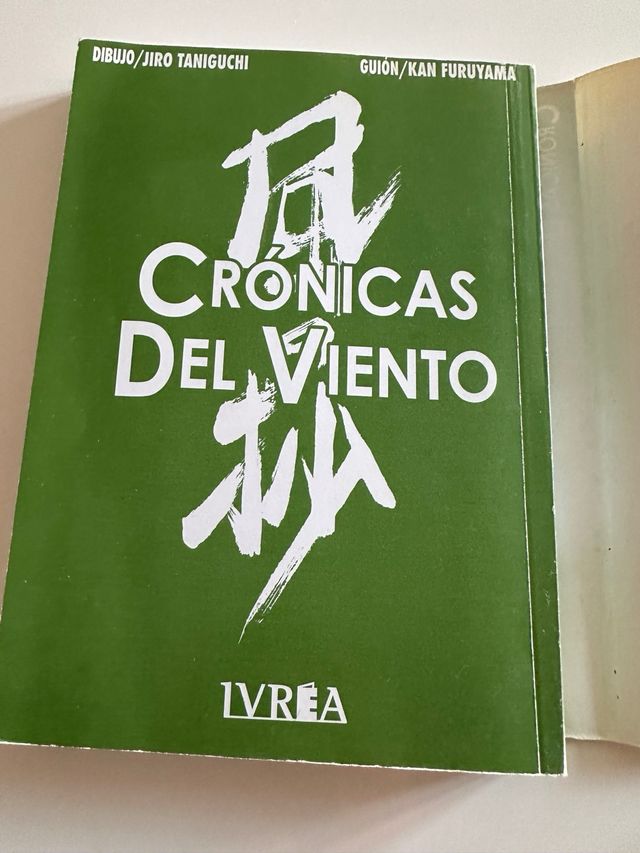 DIBUJO/JIRO TANIGUCHI
GUIÓN/KAN FURUYAMA
風
CRÓNICAS
DEL VIENTO
抄
IVREA